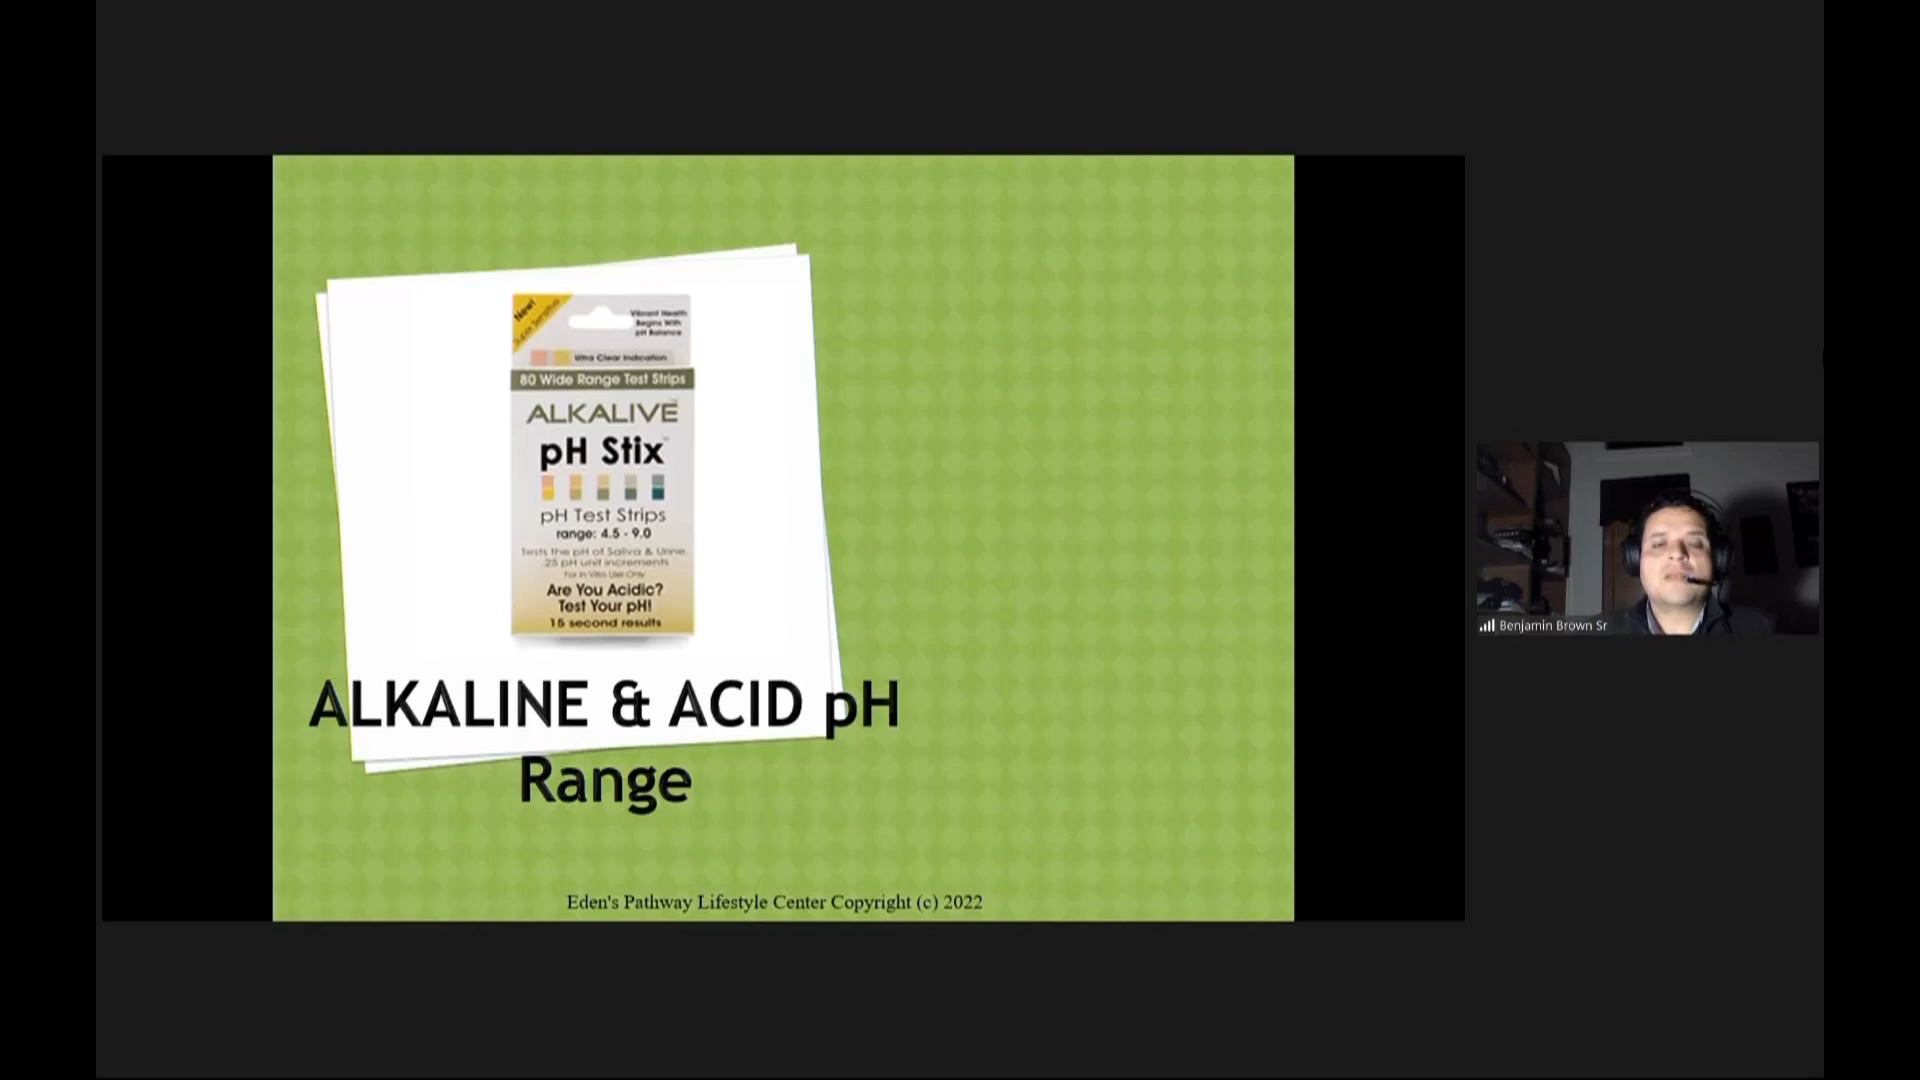 New!
Super Sensitive
Vibrant Health
Begins With
pH Balance
Ultra Clear Indication
80 Wide Range Test Strips
ALKALIVE
pH Stix™
pH Test Strips
range: 4.5 - 9.0
Tests the pH of Saliva & Urine
.25 pH unit increments
For In Vitro Use Only
Are You Acidic?
Test Your pH!
15 second results
ALKALINE & ACID pH
Range
Eden's Pathway Lifestyle Center Copyright (c) 2022
Benjamin Brown Sr